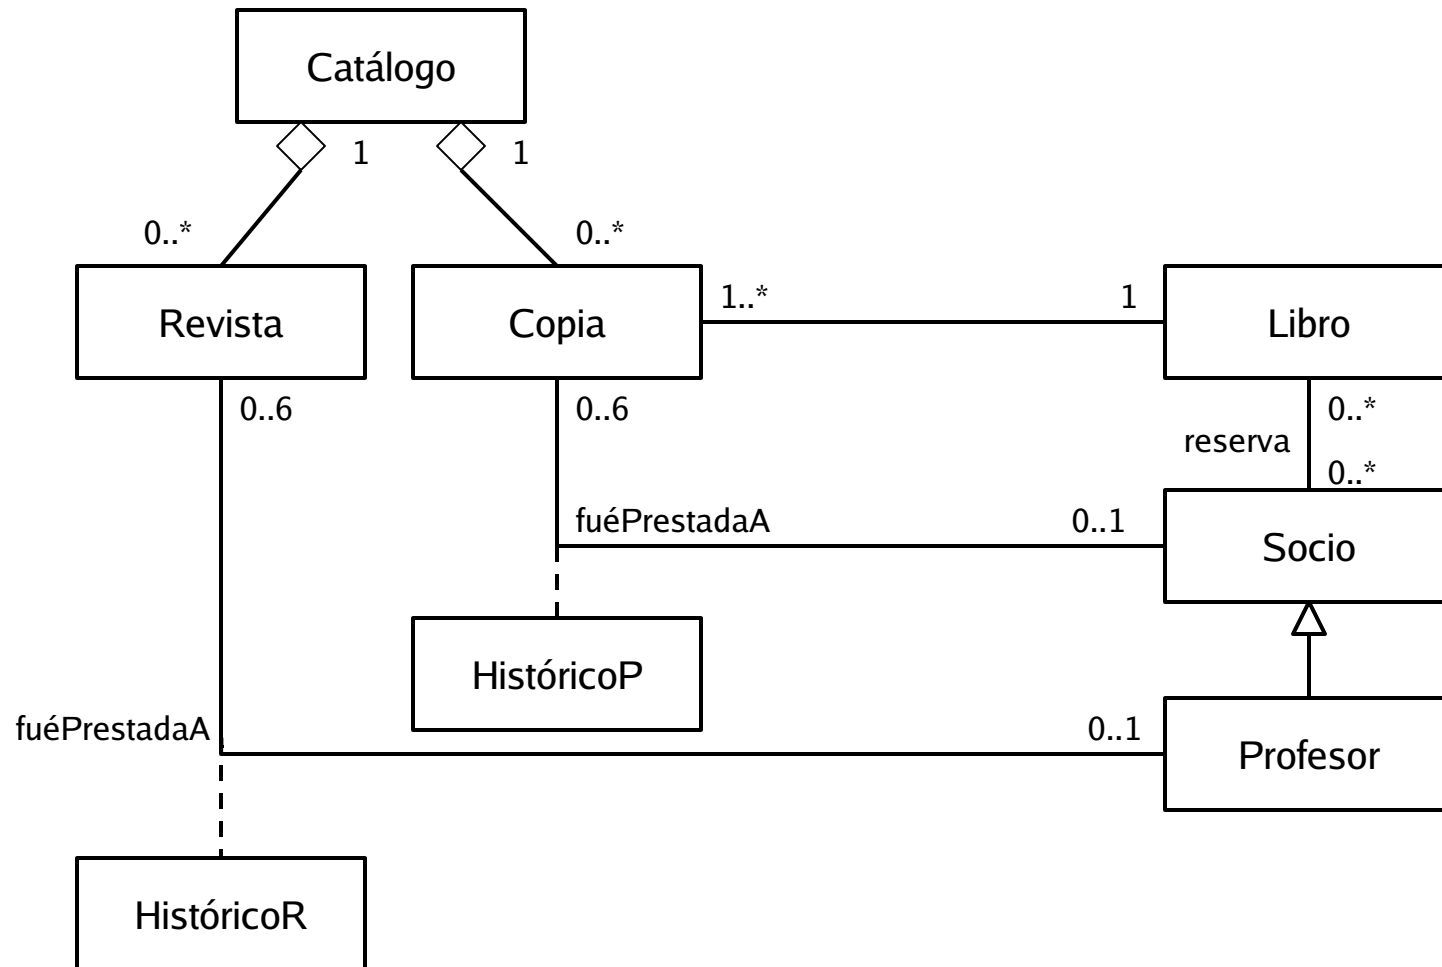 Catálogo
1
1
0..*
0..*
Revista
Copia
1..*
1
Libro
0..6
0..6
0..*
reserva
0..*
fuéPrestadaA
0..1
Socio
HistóricoP
fuéPrestadaA
0..1
Profesor
HistóricoR